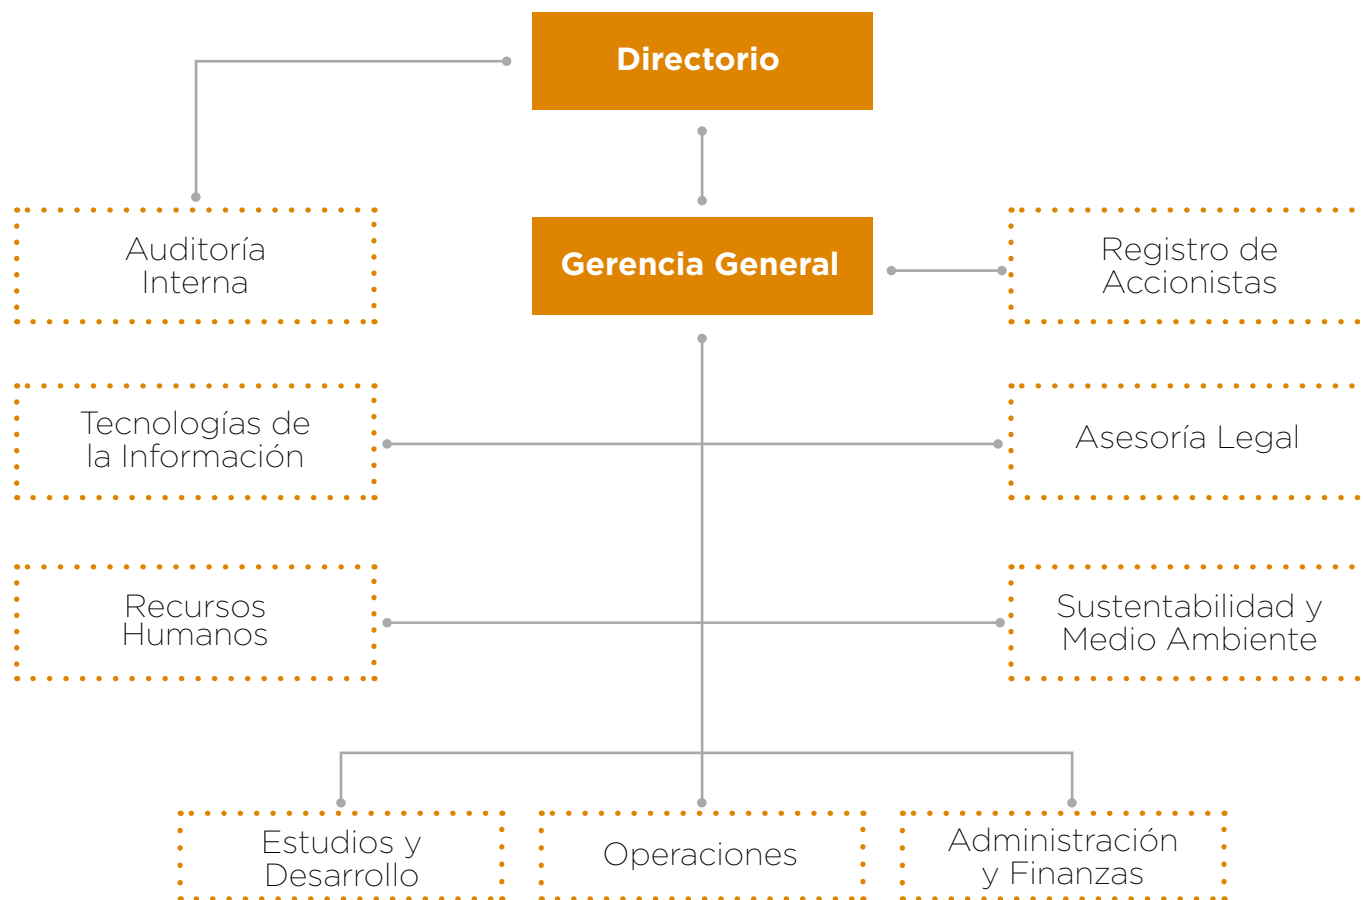 Directorio
Auditoría
Interna
Gerencia General
Registro de
Accionistas
Tecnologías de
la Información
Asesoría Legal
Recursos
Humanos
Sustentabilidad y
Medio Ambiente
Estudios y
Desarrollo
Operaciones
Administración
y Finanzas